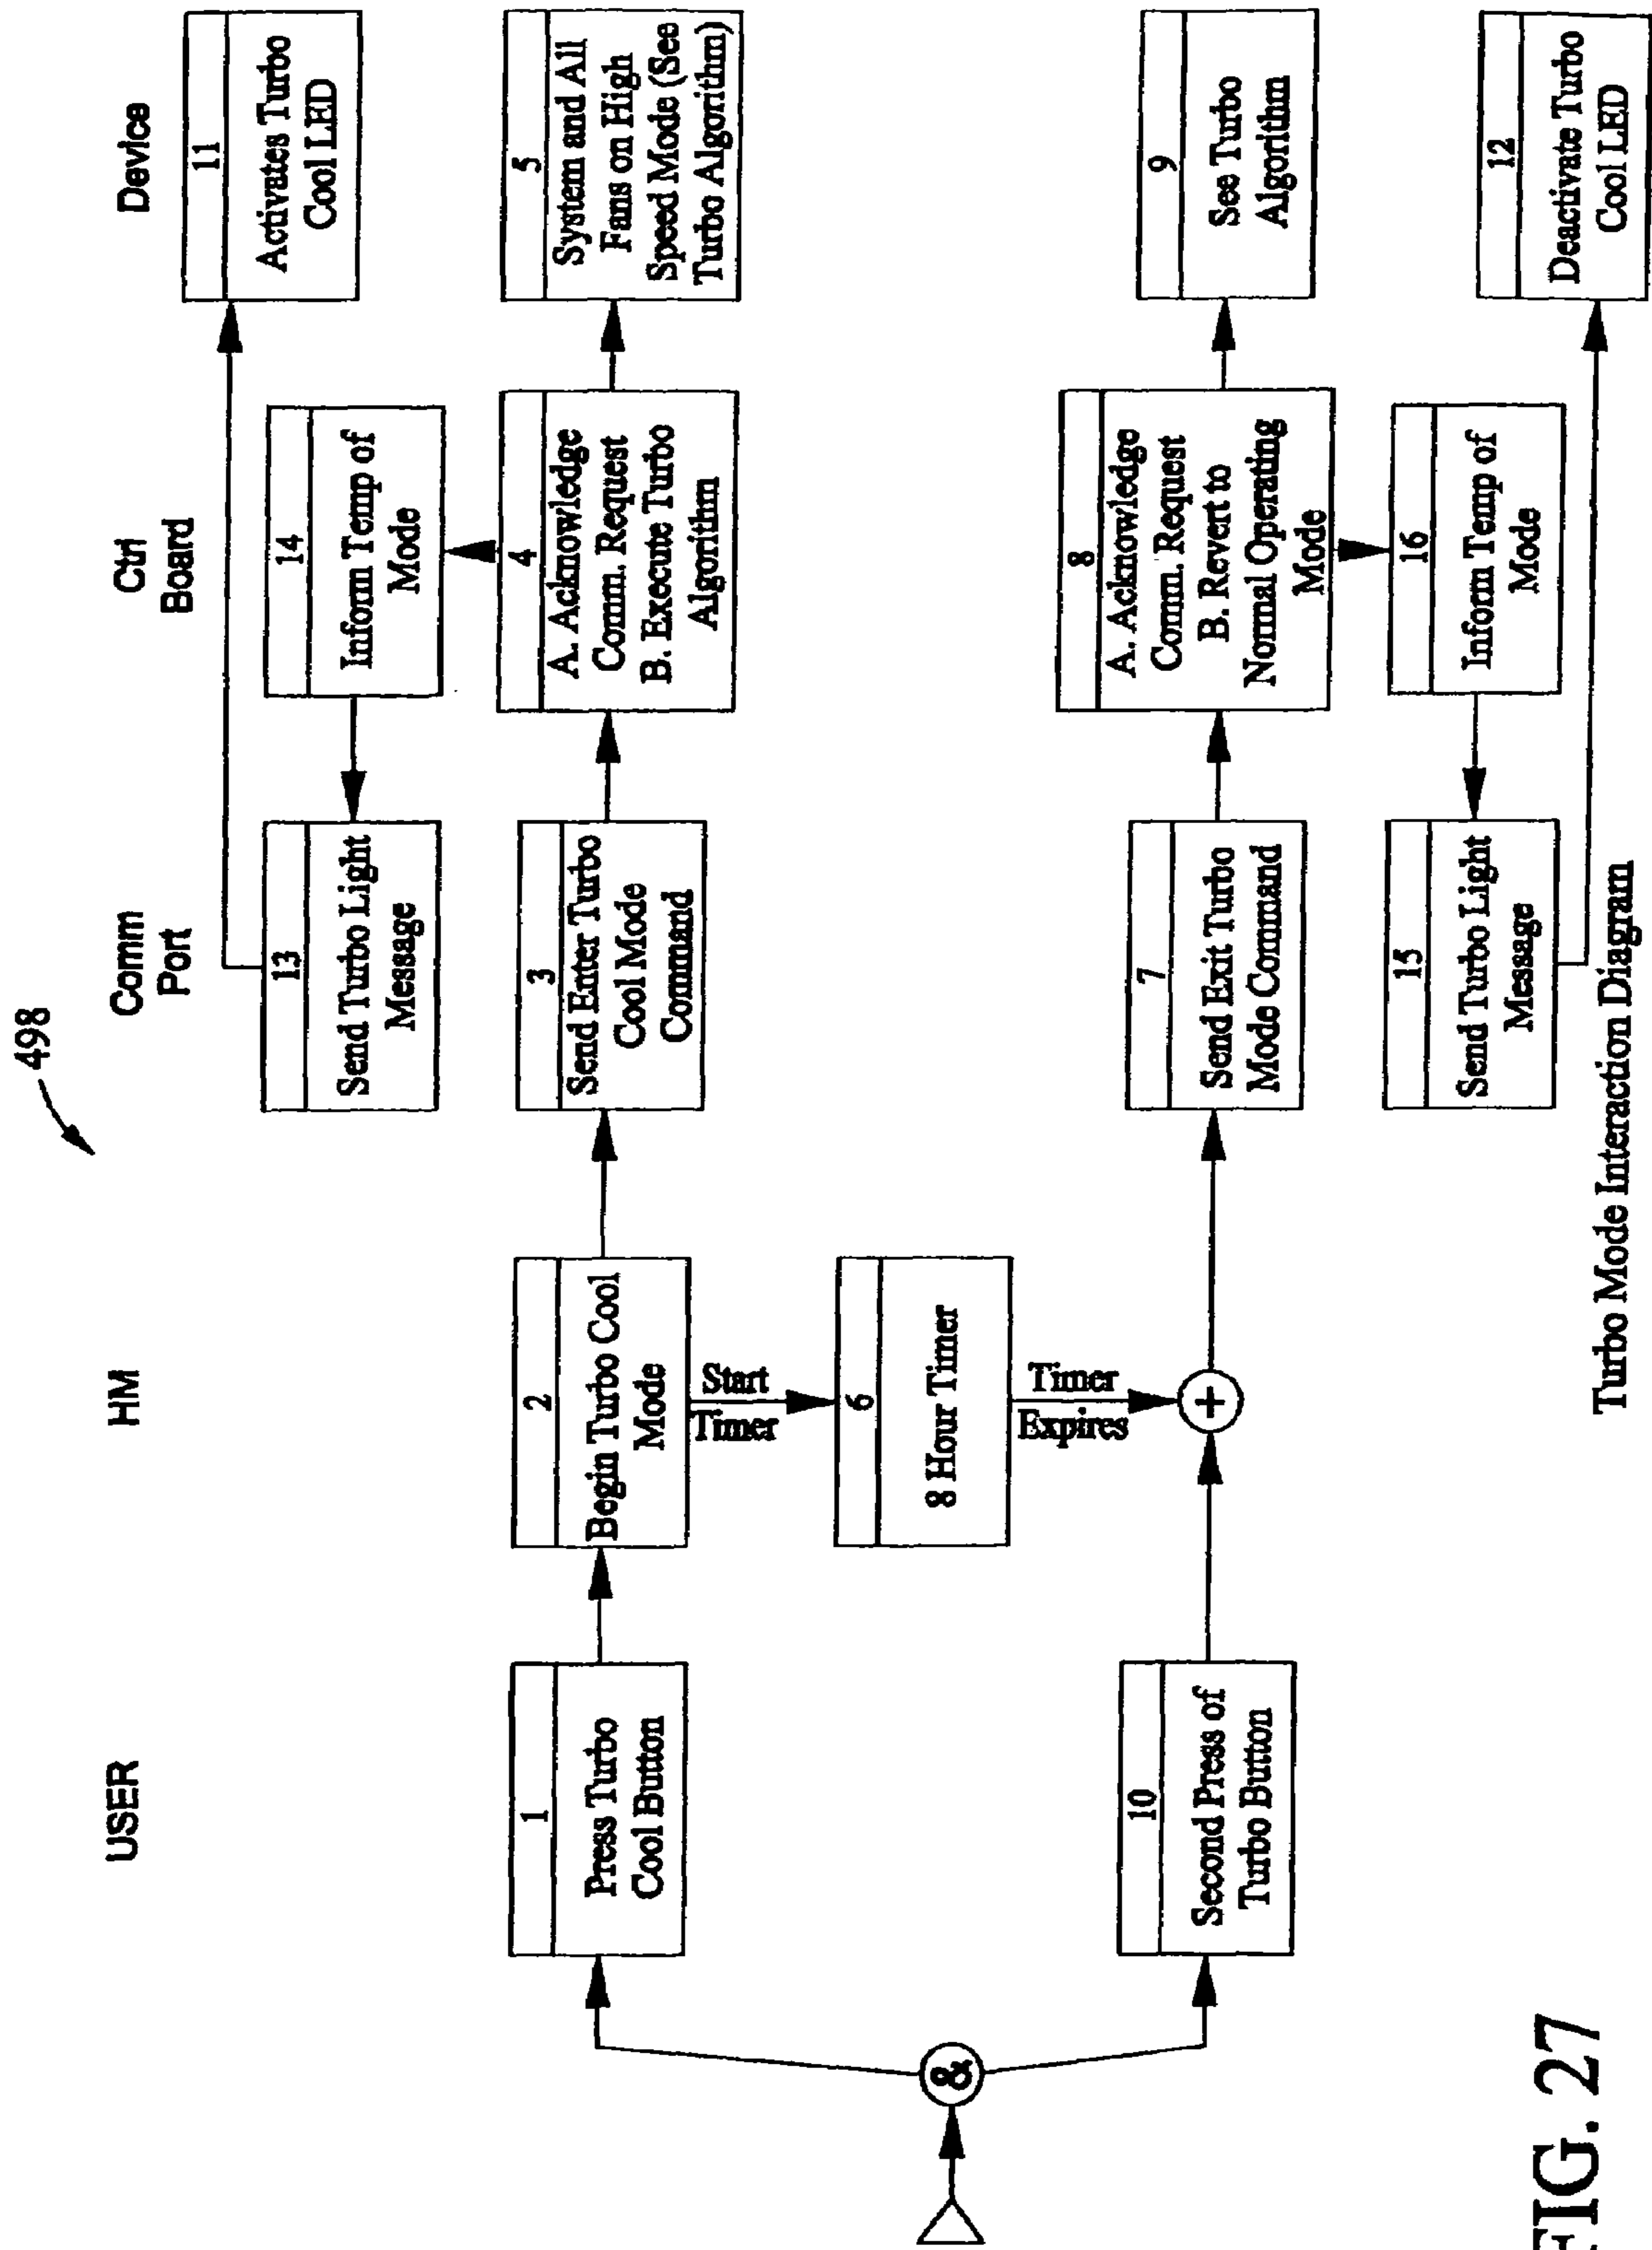 498
USER
HM
Comm
Port
Ctrl
Board
Device
13
Send Turbo Light
Message
14
Inform Temp of
Mode
11
Activates Turbo
Cool LED
1
Press Turbo
Cool Button
2
Begin Turbo Cool
Mode
3
Send Enter Turbo
Cool Mode
Command
4
A. Acknowledge
Comm. Request
B. Execute Turbo
Algorithm
5
System and All
Fans on High
Speed Mode (See
Turbo Algorithm)
Start
Timer
6
8 Hour Timer
Timer
Expires
&
+
10
Second Press of
Turbo Button
7
Send Exit Turbo
Mode Command
8
A. Acknowledge
Comm. Request
B. Revert to
Normal Operating
Mode
9
See Turbo
Algorithm
15
Send Turbo Light
Message
16
Inform Temp of
Mode
12
Deactivate Turbo
Cool LED
Turbo Mode Interaction Diagram
FIG. 27